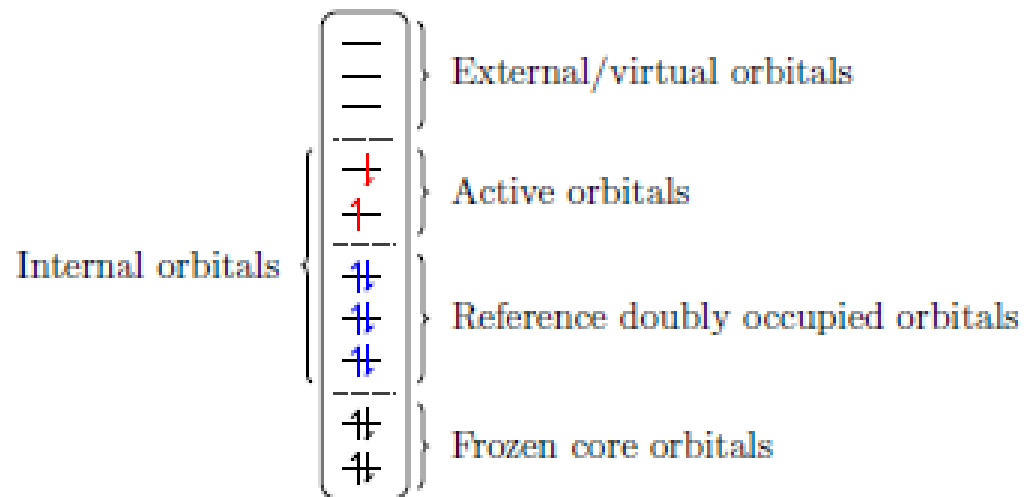 External/virtual orbitals
Active orbitals
Internal orbitals
Reference doubly occupied orbitals
Frozen core orbitals